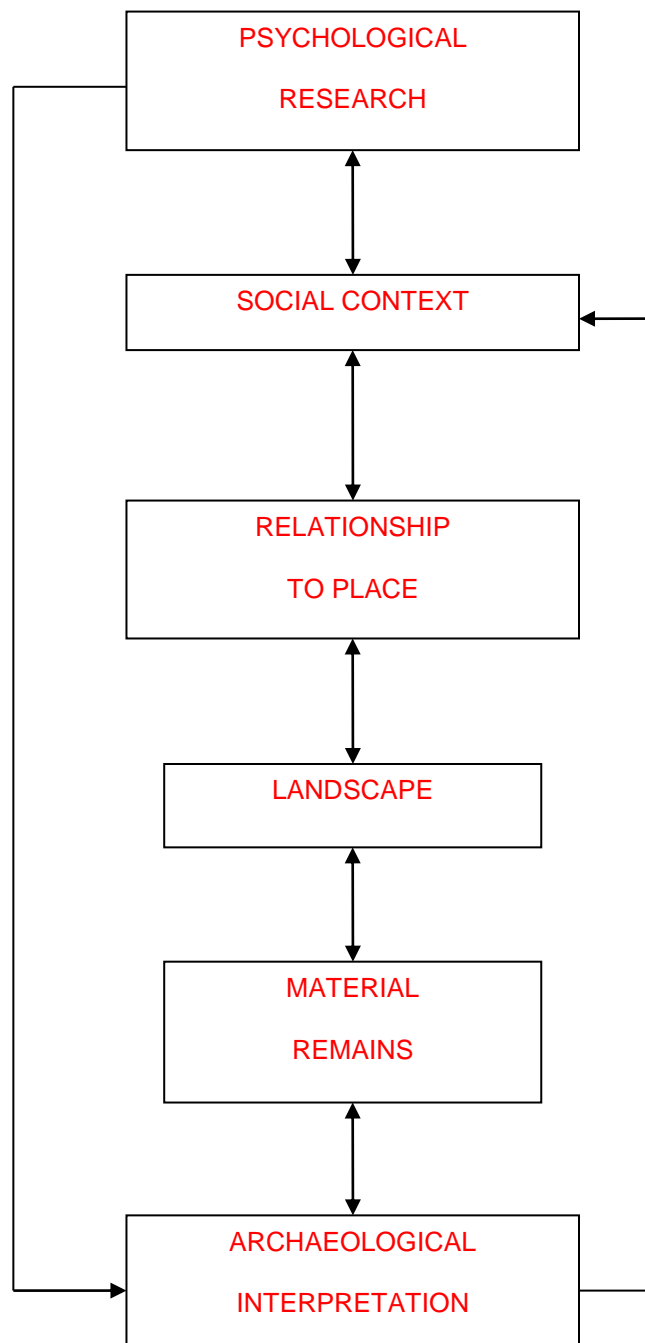 PSYCHOLOGICAL
RESEARCH
SOCIAL CONTEXT
RELATIONSHIP
TO PLACE
LANDSCAPE
MATERIAL
REMAINS
ARCHAEOLOGICAL
INTERPRETATION